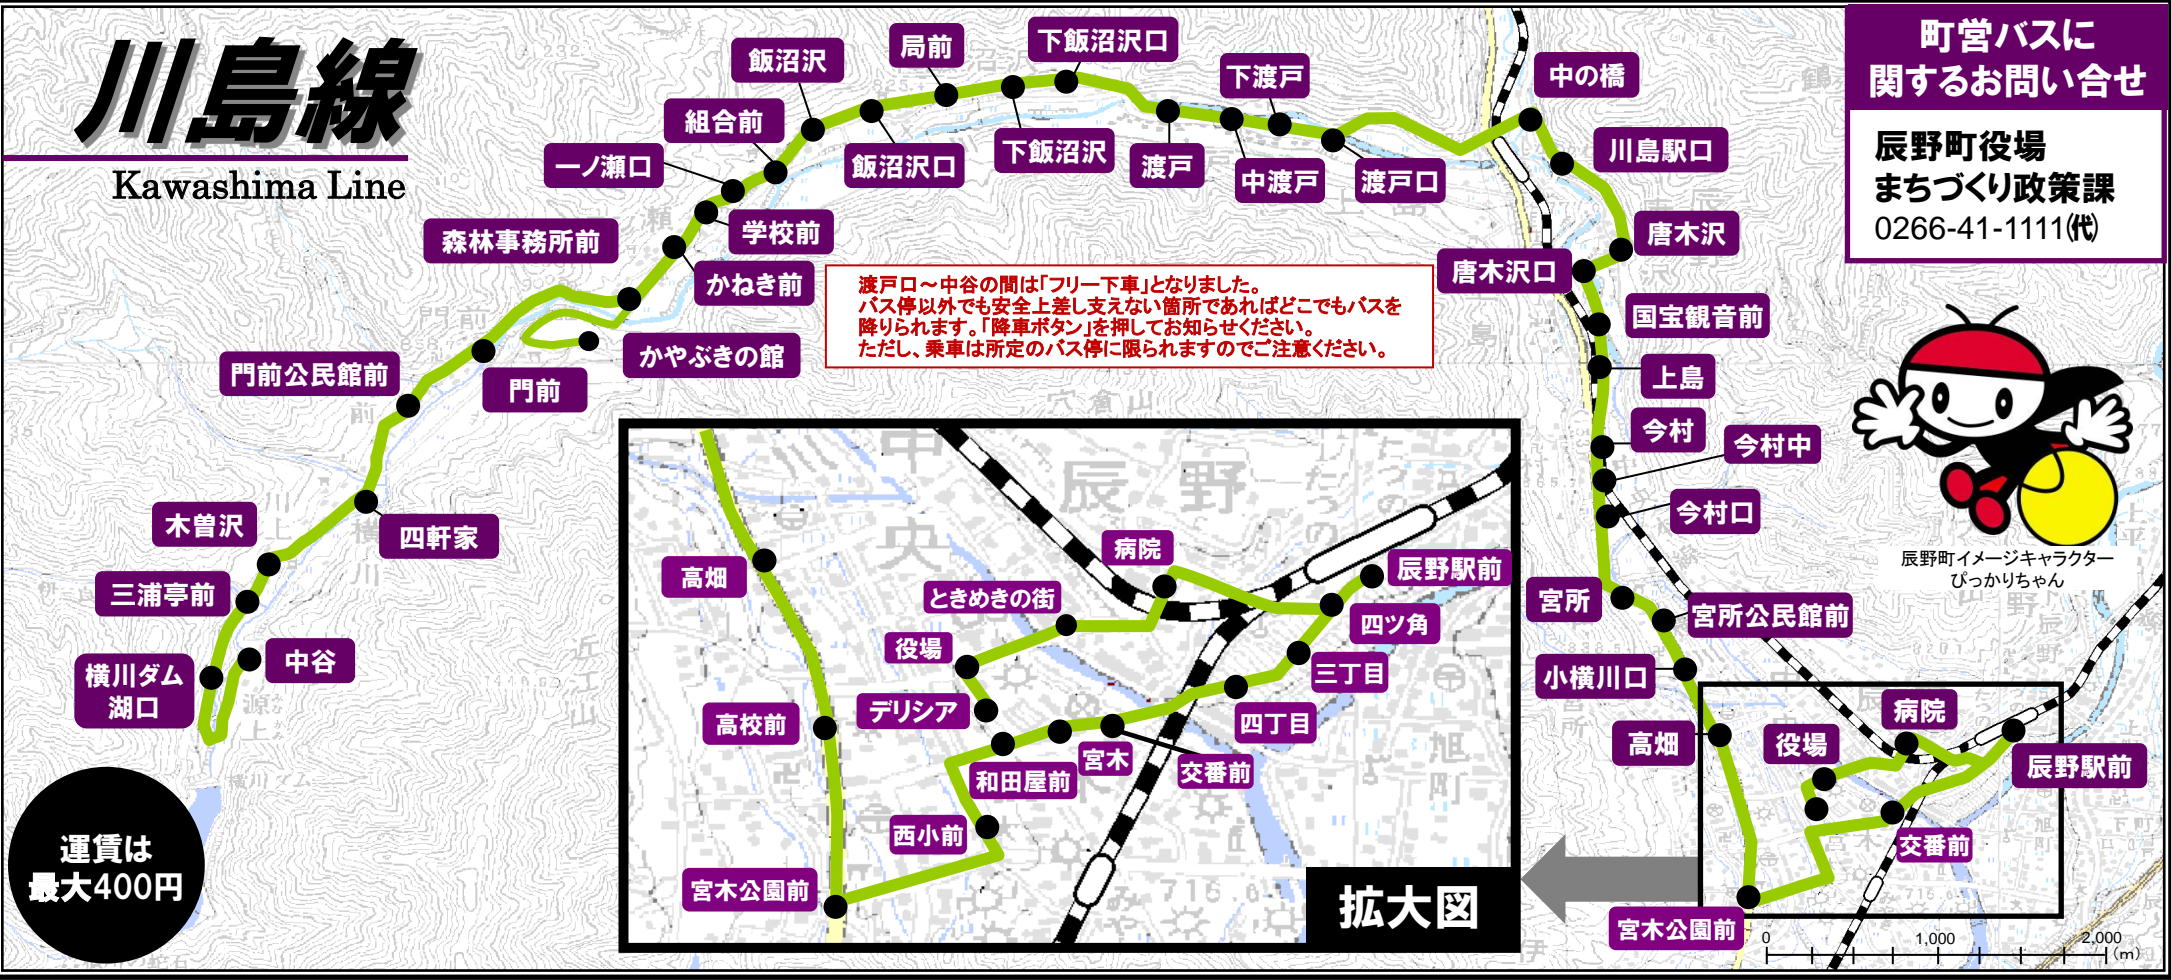 川島線
Kawashima Line
町営バスに
関するお問い合せ
辰野町役場
まちづくり政策課
0266-41-1111(代)
飯沼沢
局前
下飯沼沢口
下渡戸
中の橋
組合前
一ノ瀬口
飯沼沢口
下飯沼沢
渡戸
中渡戸
渡戸口
川島駅口
森林事務所前
学校前
かねき前
唐木沢
唐木沢口
渡戸口～中谷の間は「フリー下車」となりました。
バス停以外でも安全上差し支えない箇所であればどこでもバスを
降りられます。「降車ボタン」を押してお知らせください。
ただし、乗車は所定のバス停に限られますのでご注意ください。
国宝観音前
かやぶきの館
門前公民館前
門前
上島
今村
今村中
今村口
木曽沢
四軒家
三浦亭前
中谷
横川ダム
湖口
辰野町イメージキャラクター
ぴっかりちゃん
宮所
宮所公民館前
小横川口
高畑
役場
病院
辰野駅前
交番前
宮木公園前
運賃は
最大400円
高畑
病院
辰野駅前
ときめきの街
四ツ角
役場
三丁目
デリシア
四丁目
高校前
宮木
交番前
和田屋前
西小前
宮木公園前
拡大図
0
1,000
2,000
(m)